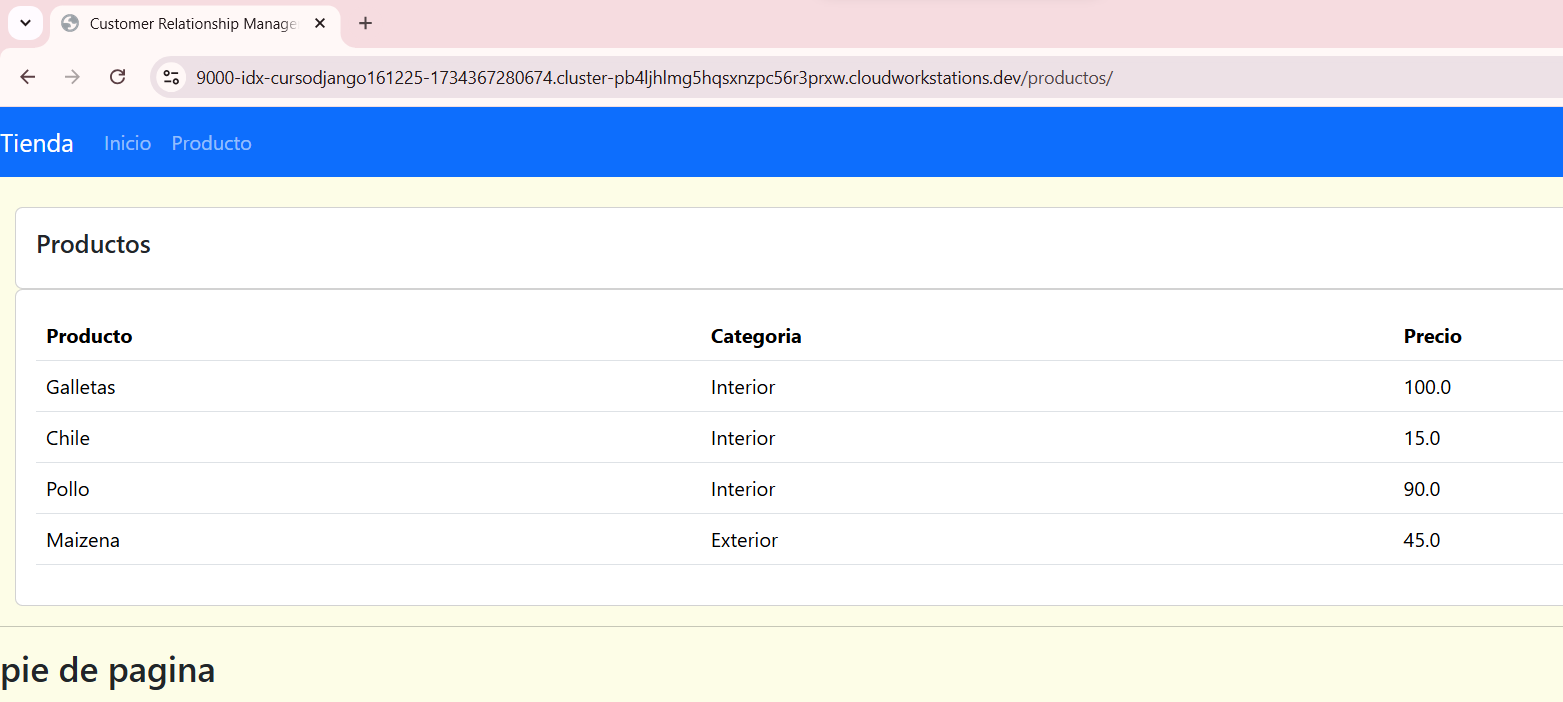 Customer Relationship Manage
9000-idx-cursodjango161225-1734367280674.cluster-pb4ljhlmg5hqsxnzpc56r3prxw.cloudworkstations.dev/productos/
Tienda Inicio Producto
Productos
Producto Categoria Precio
Galletas Interior 100.0
Chile Interior 15.0
Pollo Interior 90.0
Maizena Exterior 45.0
pie de pagina